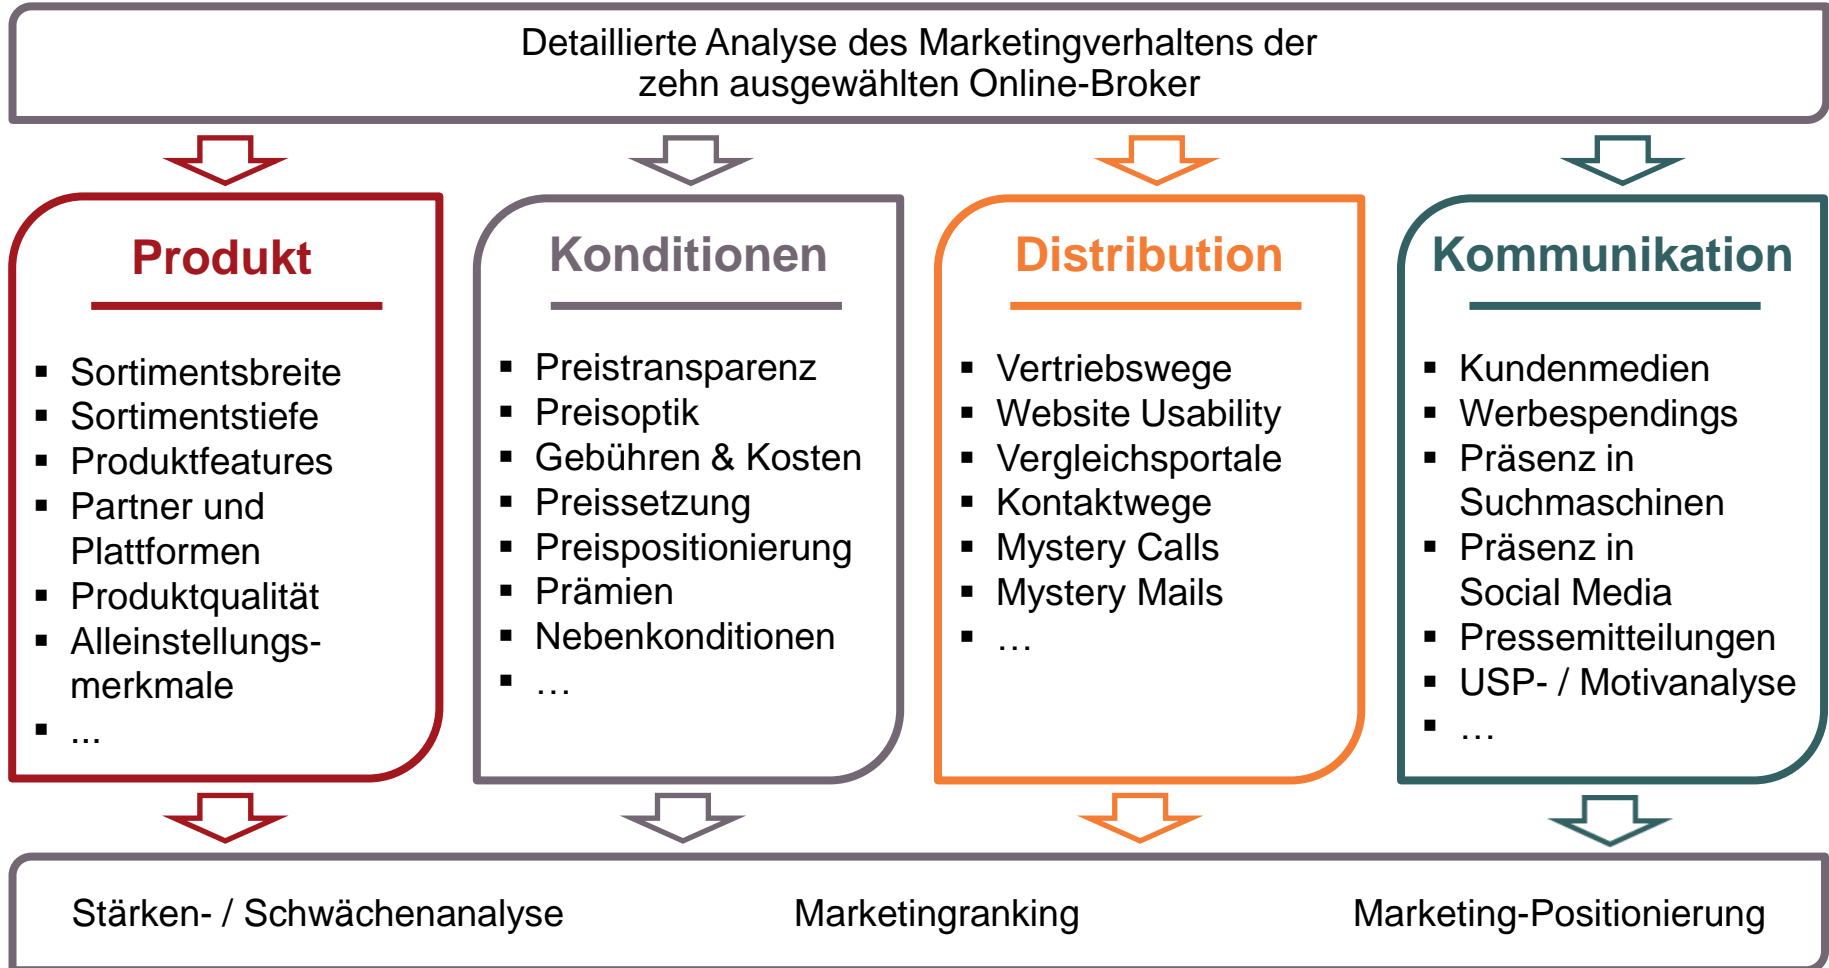 Detaillierte Analyse des Marketingverhaltens der
zehn ausgewählten Online-Broker
Produkt
▪ Sortimentsbreite
▪ Sortimentstiefe
▪ Produktfeatures
▪ Partner und
Plattformen
▪ Produktqualität
▪ Alleinstellungs-
merkmale
▪ ...
Konditionen
▪ Preistransparenz
▪ Preisoptik
▪ Gebühren & Kosten
▪ Preissetzung
▪ Preispositionierung
▪ Prämien
▪ Nebenkonditionen
▪ …
Distribution
▪ Vertriebswege
▪ Website Usability
▪ Vergleichsportale
▪ Kontaktwege
▪ Mystery Calls
▪ Mystery Mails
▪ …
Kommunikation
▪ Kundenmedien
▪ Werbespendings
▪ Präsenz in
Suchmaschinen
▪ Präsenz in
Social Media
▪ Pressemitteilungen
▪ USP- / Motivanalyse
▪ …
Stärken- / Schwächenanalyse
Marketingranking
Marketing-Positionierung